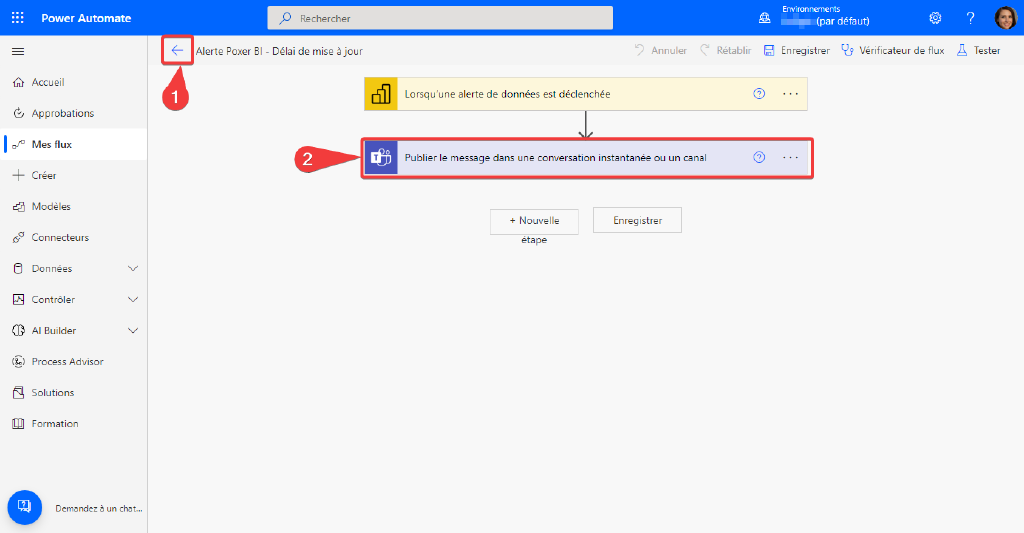 Power Automate
Rechercher
Environnements
(par défaut)
Alerte Poxer BI - Délai de mise à jour
Annuler
Rétablir
Enregistrer
Vérificateur de flux
Tester
1
Accueil
Approbations
Mes flux
Créer
Modèles
Connecteurs
Données
Contrôler
AI Builder
Process Advisor
Solutions
Formation
Demandez à un chat...
Lorsqu'une alerte de données est déclenchée
2
Publier le message dans une conversation instantanée ou un canal
+ Nouvelle
étape
Enregistrer